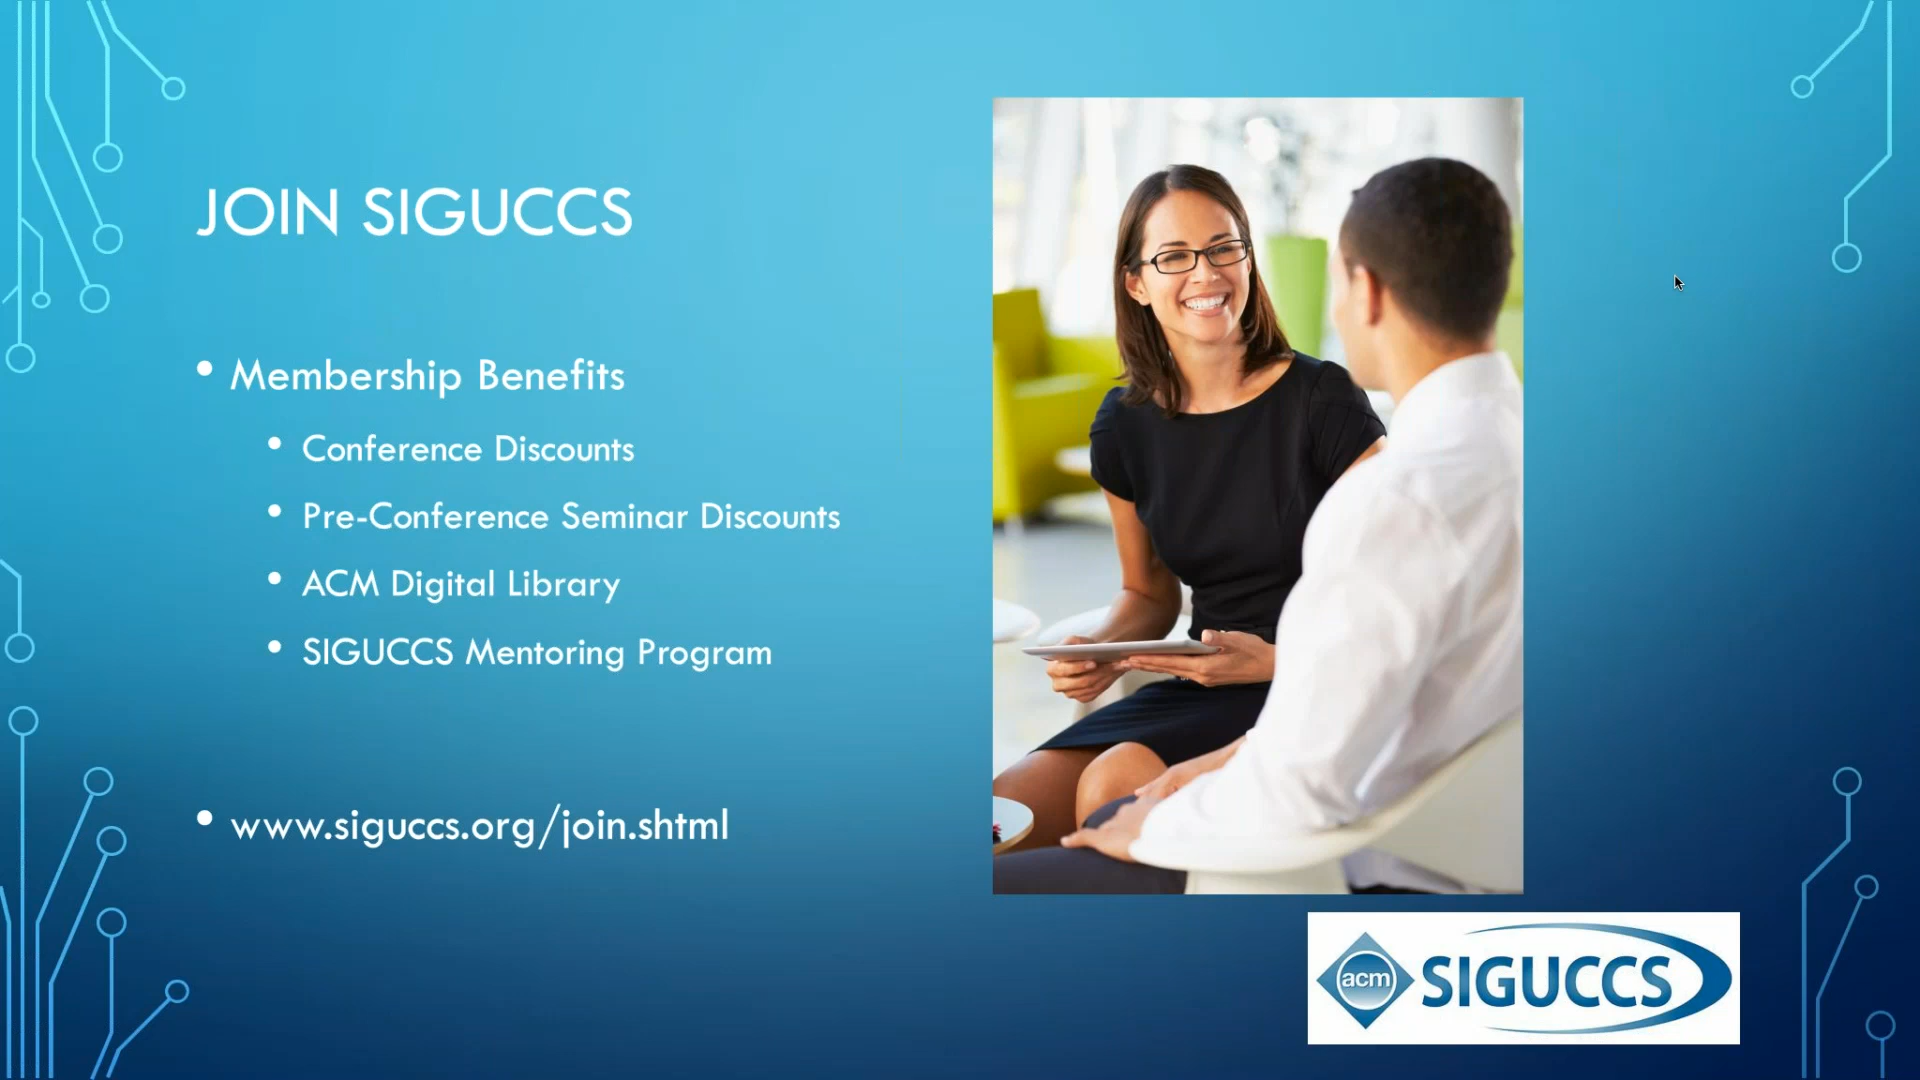 JOIN SIGUCCS
• Membership Benefits
• Conference Discounts
• Pre-Conference Seminar Discounts
• ACM Digital Library
• SIGUCCS Mentoring Program
• www.siguccs.org/join.shtml
acm SIGUCCS